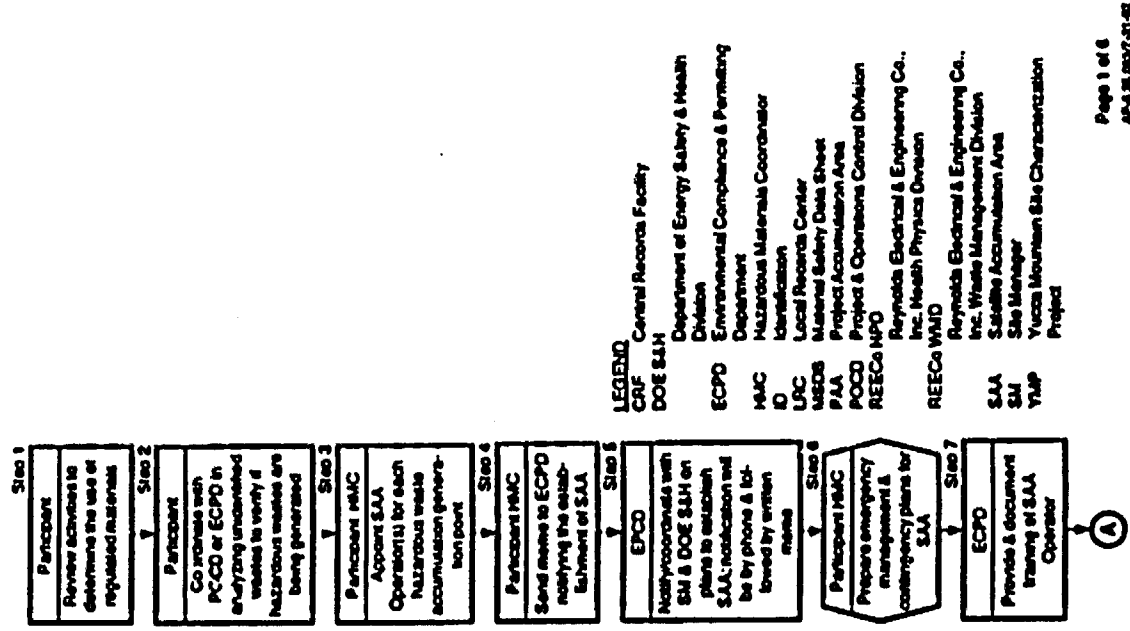 Step 1
Participant
Review activities to
determine the use of
regulated materials
Step 2
Participant
Coordinate with
POCD or ECPD in
analyzing undocumented
wastes to verify if
hazardous wastes are
being generated
Step 3
Participant HMC
Appoint SAA
Operator(s) for each
hazardous waste
accumulation genera-
tion point
Step 4
Participant HMC
Send memo to ECPD
notifying the estab-
lishment of SAA
Step 5
EPCD
Notify/coordinate with
SM & DOE S&H on
plans to establish
SAA; notification will
be by phone & fol-
lowed by written
memo
Step 6
Participant HMC
Prepare emergency
management &
contingency plans for
SAA
Step 7
ECPD
Provide & document
training of SAA
Operator
A
LEGEND
CRF Central Records Facility
DOE S&H
Department of Energy Safety & Health
Division
ECPD Environmental Compliance & Permitting
Department
HMC Hazardous Materials Coordinator
ID Identification
LRC Local Records Center
MSDS Material Safety Data Sheet
PAA Project Accumulation Area
POCD Project & Operations Control Division
REECo HPD
Reynolds Electrical & Engineering Co.,
Inc. Health Physics Division
REECo WMD
Reynolds Electrical & Engineering Co.,
Inc. Waste Management Division
SAA Satellite Accumulation Area
SM Site Manager
YMP Yucca Mountain Site Characterization
Project
Page 1 of 6